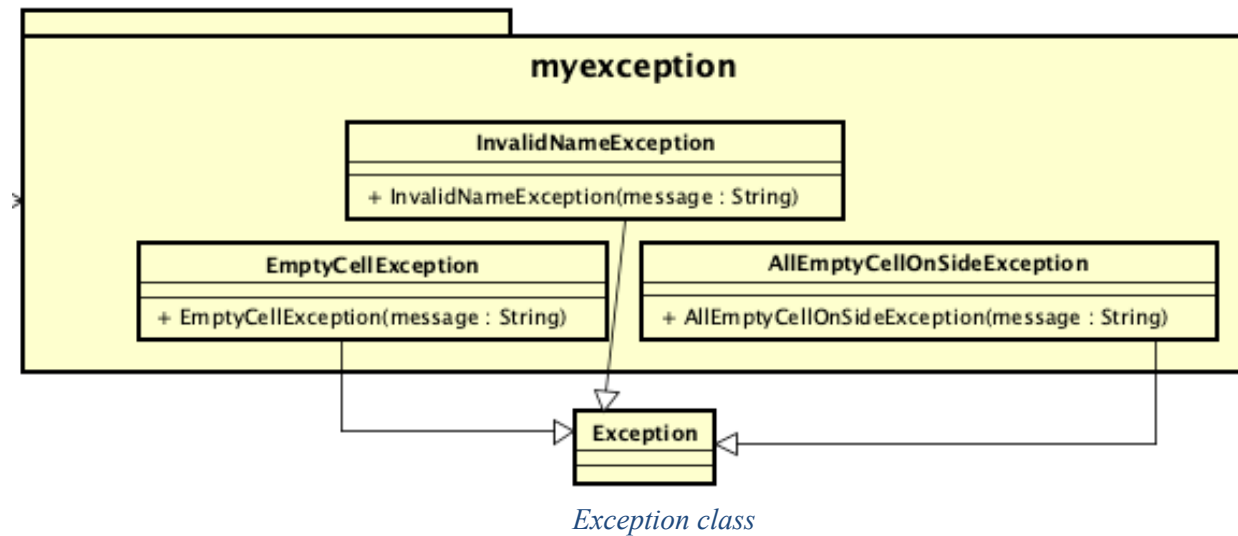 myexception
InvalidNameException
+ InvalidNameException(message : String)
EmptyCellException
+ EmptyCellException(message : String)
AllEmptyCellOnSideException
+ AllEmptyCellOnSideException(message : String)
Exception
Exception class